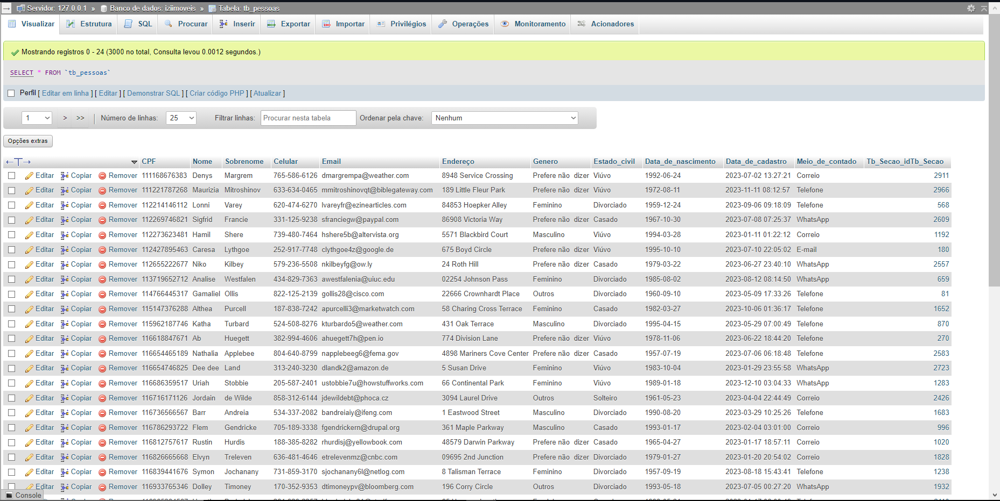 Servidor: 127.0.0.1 » Banco de dados: iziimoveis » Tabela: tb_pessoas
Visualizar Estrutura SQL Procurar Inserir Exportar Importar Privilégios Operações Monitoramento Acionadores
Mostrando registros 0 - 24 (3000 no total, Consulta levou 0.0012 segundos.)
SELECT * FROM `tb_pessoas`
Perfil [ Editar em linha ] [ Editar ] [ Demonstrar SQL ] [ Criar código PHP ] [ Atualizar ]
1 > >> Número de linhas: 25 Filtrar linhas: Procurar nesta tabela Ordenar pela chave: Nenhum
Opções extras
←T→ CPF Nome Sobrenome Celular Email Endereço Genero Estado_civil Data_de_nascimento Data_de_cadastro Meio_de_contado Tb_Secao_idTb_Secao
Editar Copiar Remover 111168676383 Denys Margrem 765-586-6126 dmargrempa@weather.com 8948 Service Crossing Prefere não dizer Viúvo 1992-06-24 2023-07-02 13:27:21 Correio 2911
Editar Copiar Remover 111221787268 Maurizia Mitroshinov 633-634-0465 mmitroshinovqt@biblegateway.com 189 Little Fleur Park Prefere não dizer Viúvo 1972-08-11 2023-11-11 08:12:57 Telefone 2966
Editar Copiar Remover 112214146112 Lonni Varey 620-474-6270 lvareyfr@ezinearticles.com 84853 Hoepker Alley Feminino Divorciado 1959-12-24 2023-09-06 09:18:09 Telefone 568
Editar Copiar Remover 112269746821 Sigfrid Francie 331-125-9238 sfranciegw@paypal.com 86908 Victoria Way Prefere não dizer Casado 1967-10-30 2023-07-08 07:25:37 WhatsApp 2609
Editar Copiar Remover 112273623481 Hamil Shere 739-480-7464 hshere5b@altervista.org 5571 Blackbird Court Masculino Viúvo 1994-03-28 2023-01-11 01:22:12 Correio 1192
Editar Copiar Remover 112427895463 Caresa Lythgoe 252-917-7748 clythgoe4z@google.de 675 Boyd Circle Prefere não dizer Viúvo 1995-10-10 2023-07-10 22:05:02 E-mail 180
Editar Copiar Remover 112655222677 Niko Kilbey 579-236-5508 nkilbeyfg@ow.ly 24 Roth Hill Prefere não dizer Casado 1979-03-22 2023-06-27 23:40:10 WhatsApp 2557
Editar Copiar Remover 113719652712 Analise Westfalen 434-829-7363 awestfalenia@uiuc.edu 02254 Johnson Pass Feminino Divorciado 1985-08-02 2023-08-12 08:14:50 WhatsApp 659
Editar Copiar Remover 114766445317 Gamaliel Ollis 822-125-2139 gollis28@cisco.com 22666 Crownhardt Place Outros Divorciado 1960-09-10 2023-05-09 17:33:26 Telefone 81
Editar Copiar Remover 115147376288 Althea Purcell 187-838-7242 apurcelli3@marketwatch.com 58 Charing Cross Terrace Feminino Casado 1982-03-27 2023-10-06 01:36:17 Telefone 1652
Editar Copiar Remover 115962187746 Katha Turbard 524-508-8276 kturbardo5@weather.com 431 Oak Terrace Masculino Divorciado 1995-04-15 2023-05-29 07:00:49 Telefone 870
Editar Copiar Remover 116618847671 Ab Huegett 382-994-4606 ahuegett7h@pen.io 774 Division Lane Prefere não dizer Viúvo 1978-11-06 2023-06-22 18:44:20 Telefone 270
Editar Copiar Remover 116654465189 Nathalia Applebee 804-640-8799 napplebeeg6@fema.gov 4898 Mariners Cove Center Prefere não dizer Casado 1957-07-19 2023-07-06 06:18:48 Telefone 2583
Editar Copiar Remover 116654746825 Dee dee Land 313-240-3230 dlandk2@amazon.de 5 Susan Drive Feminino Viúvo 1983-10-04 2023-01-29 23:55:58 WhatsApp 2723
Editar Copiar Remover 116686359517 Uriah Stobbie 205-587-2401 ustobbie7u@howstuffworks.com 66 Continental Park Feminino Viúvo 1989-01-18 2023-12-10 03:04:33 WhatsApp 1283
Editar Copiar Remover 116716171126 Jordain de Wilde 858-312-6144 jdewildebt@phoca.cz 3094 Laurel Drive Outros Solteiro 1961-05-23 2023-04-04 22:44:49 Correio 2426
Editar Copiar Remover 116736566567 Barr Andreia 534-337-2082 bandreiaiy@ifeng.com 1 Eastwood Street Masculino Divorciado 1990-08-20 2023-03-29 10:25:26 Telefone 1683
Editar Copiar Remover 116786293722 Flem Gendricke 705-189-3338 fgendrickern@drupal.org 361 Maple Parkway Masculino Casado 1993-01-17 2023-02-04 03:01:00 Correio 996
Editar Copiar Remover 116812757617 Rustin Hurdis 188-385-8282 rhurdisj@yellowbook.com 48579 Darwin Parkway Prefere não dizer Casado 1965-04-27 2023-01-17 18:57:11 Correio 1020
Editar Copiar Remover 116826665668 Elvyn Treleven 636-481-4646 etrelevenmz@cnbc.com 09695 2nd Junction Prefere não dizer Divorciado 1979-01-27 2023-01-20 20:54:02 Correio 1828
Editar Copiar Remover 116839441676 Symon Jochanany 731-859-3170 sjochanany6l@netlog.com 8 Talisman Terrace Feminino Divorciado 1957-09-19 2023-08-18 15:43:41 Telefone 1238
Editar Copiar Remover 116933765346 Dolley Timoney 170-352-9353 dtimoneypv@bloomberg.com 196 Corry Circle Outros Divorciado 1993-05-18 2023-07-05 00:27:20 WhatsApp 1932
Console